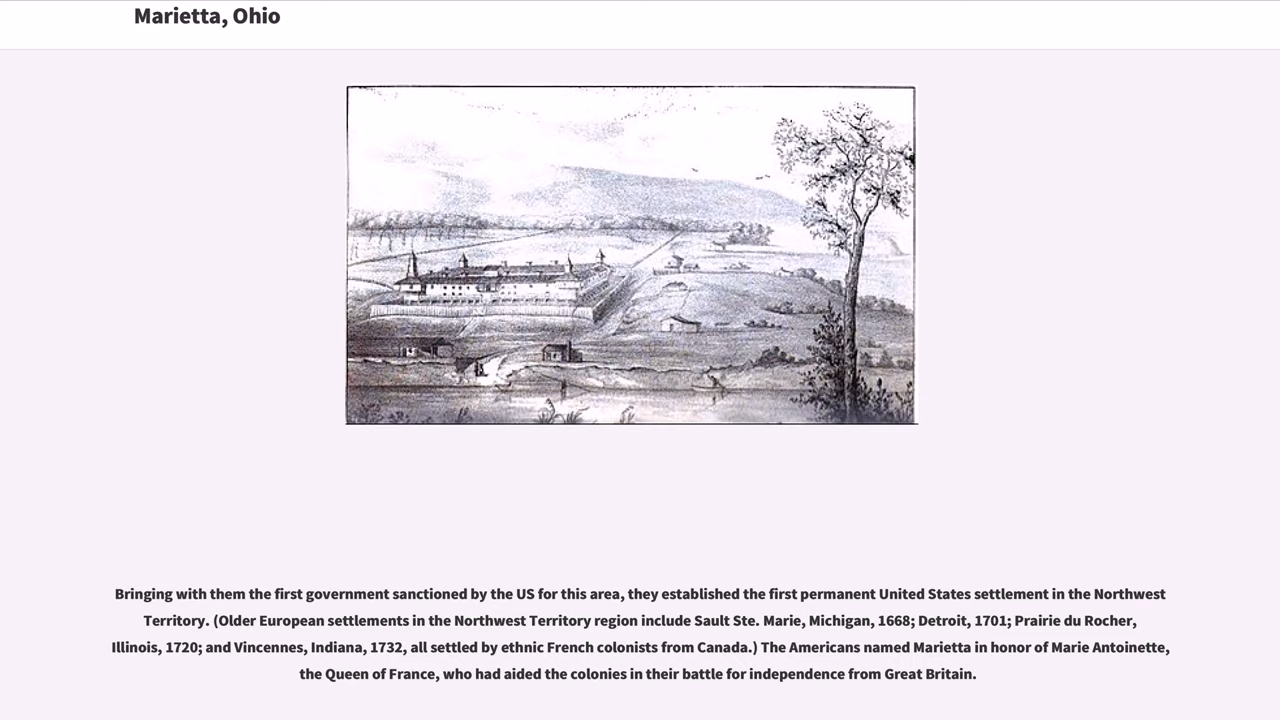 Marietta, Ohio
Bringing with them the first government sanctioned by the US for this area, they established the first permanent United States settlement in the Northwest
Territory. (Older European settlements in the Northwest Territory region include Sault Ste. Marie, Michigan, 1668; Detroit, 1701; Prairie du Rocher,
Illinois, 1720; and Vincennes, Indiana, 1732, all settled by ethnic French colonists from Canada.) The Americans named Marietta in honor of Marie Antoinette,
the Queen of France, who had aided the colonies in their battle for independence from Great Britain.